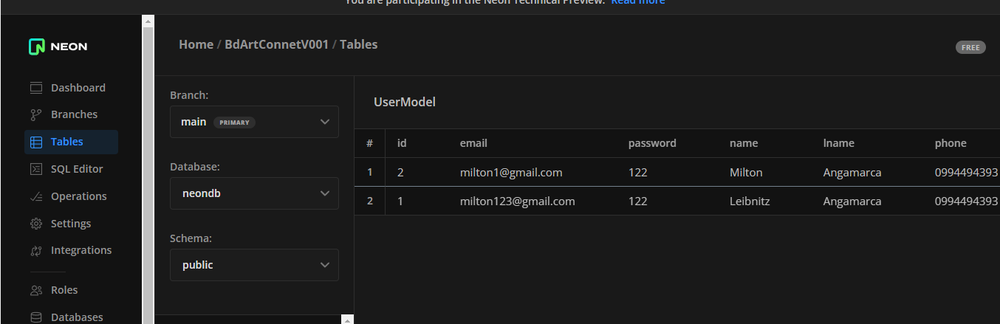 You are participating in the Neon Technical Preview. Read more
NEON
Home / BdArtConnetV001 / Tables
FREE
Dashboard
Branches
Tables
SQL Editor
Operations
Settings
Integrations
Roles
Databases
Branch:
main PRIMARY
Database:
neondb
Schema:
public
UserModel
# id email password name lname phone
1 2 milton1@gmail.com 122 Milton Angamarca 0994494393
2 1 milton123@gmail.com 122 Leibnitz Angamarca 0994494393